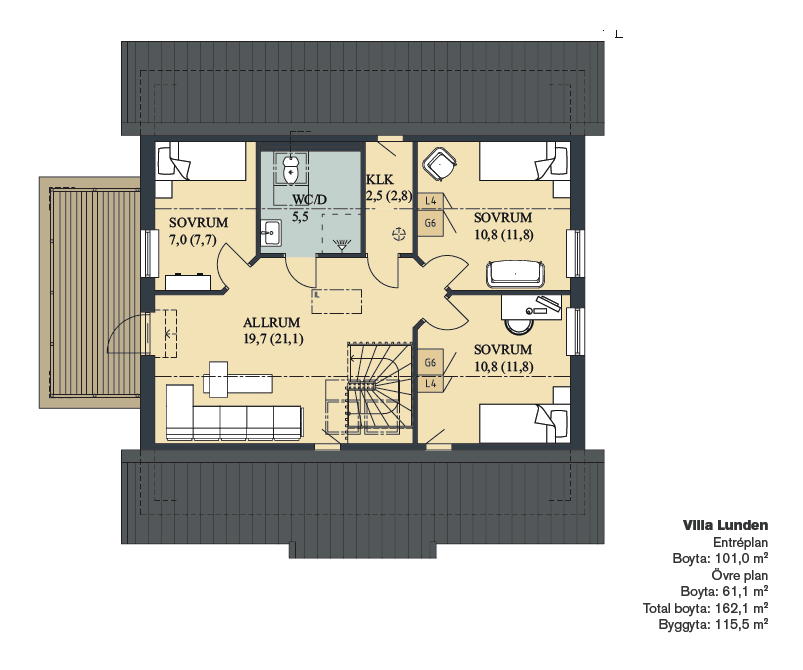 KLK
2,5 (2,8)
WC/D
5,5
L4
G6
SOVRUM
7,0 (7,7)
SOVRUM
10,8 (11,8)
ALLRUM
19,7 (21,1)
SOVRUM
10,8 (11,8)
G6
L4
Villa Lunden
Entréplan
Boyta: 101,0 m²
Övre plan
Boyta: 61,1 m²
Total boyta: 162,1 m²
Byggyta: 115,5 m²